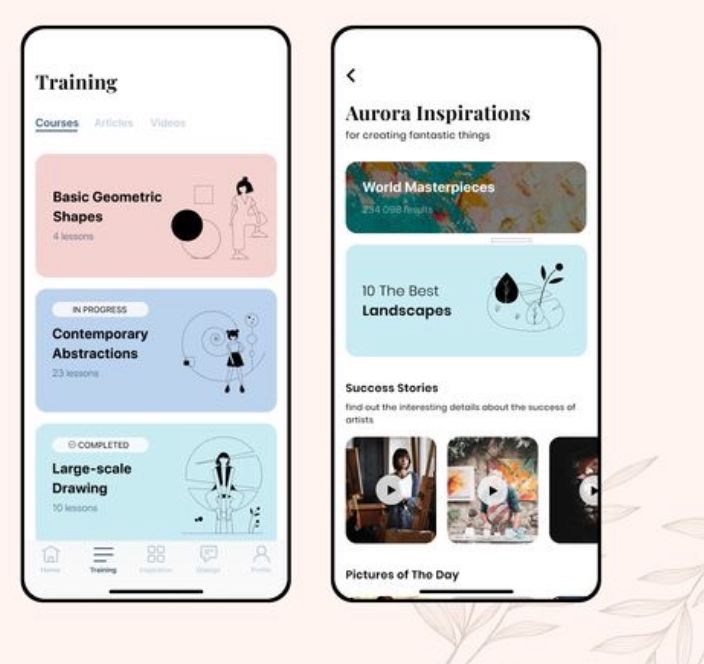 Training
Courses Articles Videos
Basic Geometric
Shapes
4 lessons
IN PROGRESS
Contemporary
Abstractions
23 lessons
COMPLETED
Large-scale
Drawing
10 lessons
Home Training Inspiration Profile
Aurora Inspirations
for creating fantastic things
World Masterpieces
234 098 results
10 The Best
Landscapes
Success Stories
find out the interesting details about the success of
artists
Pictures of The Day